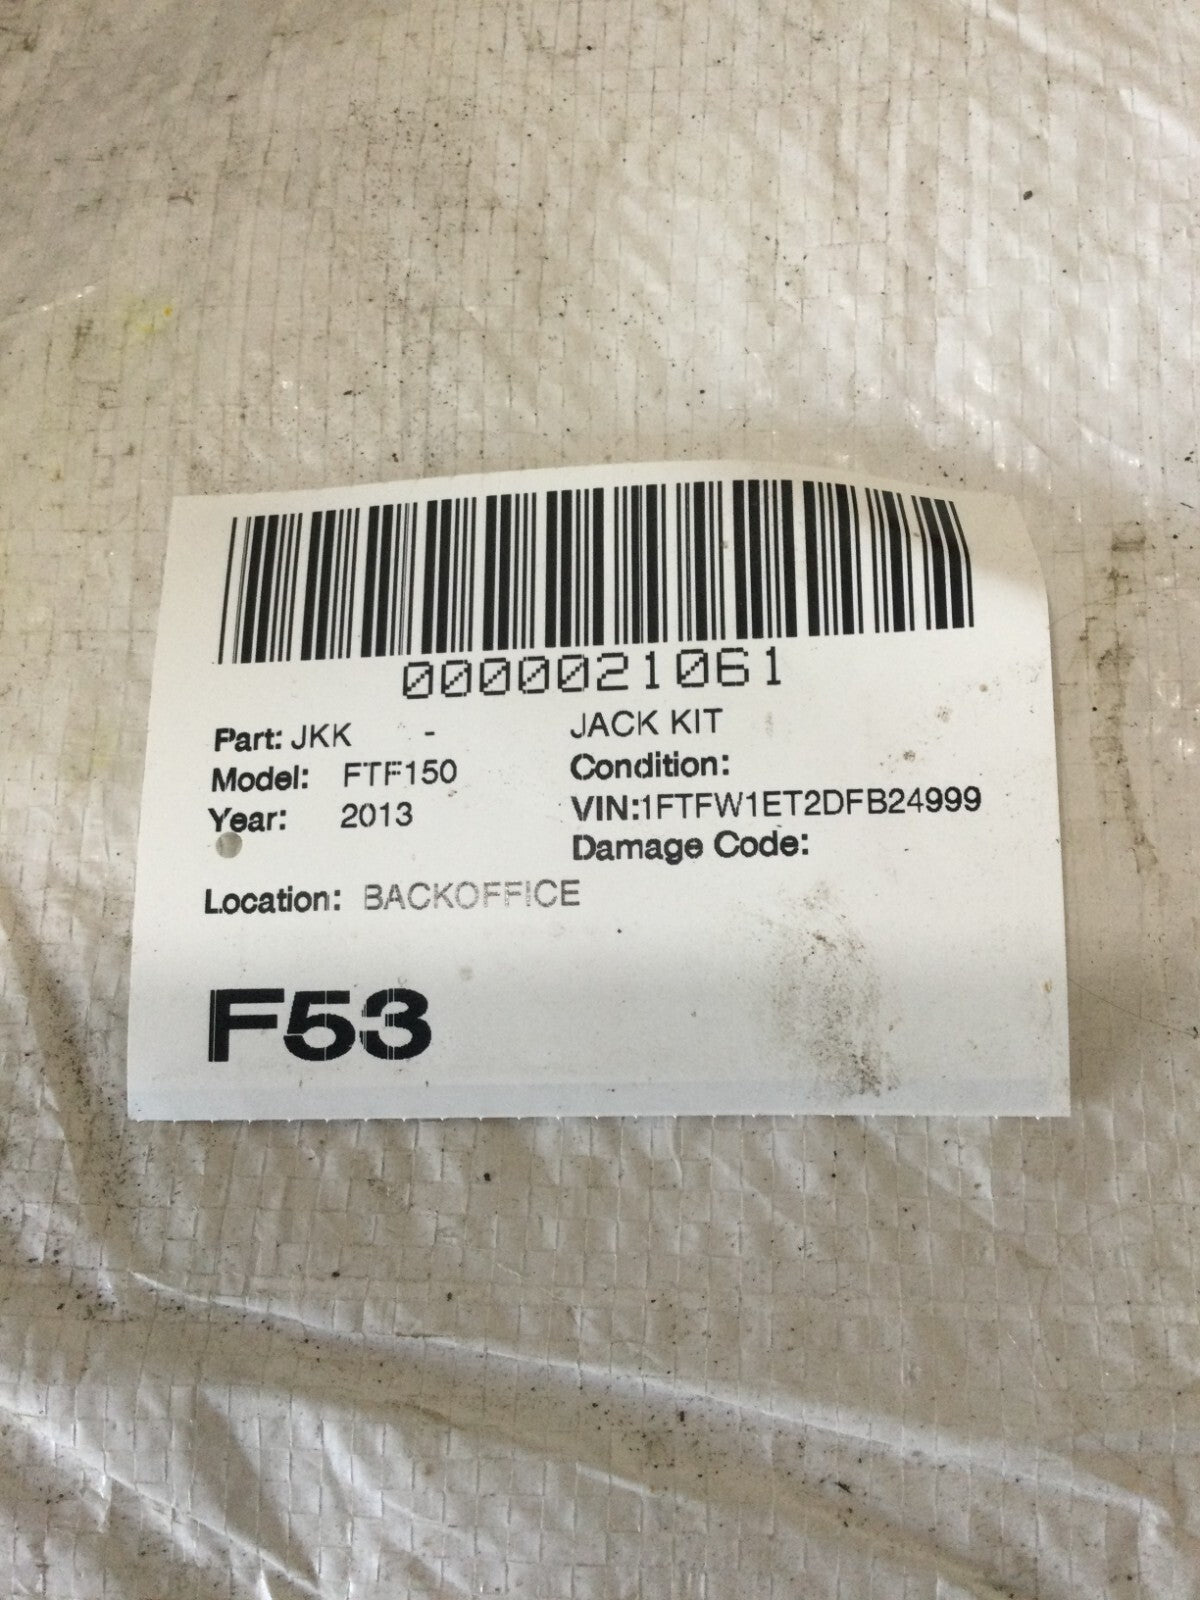 0000021061
Part: JKK - JACK KIT
Model: FTF150 Condition:
Year: 2013 VIN:1FTFW1ET2DFB24999
Damage Code:
Location: BACKOFFICE
F53